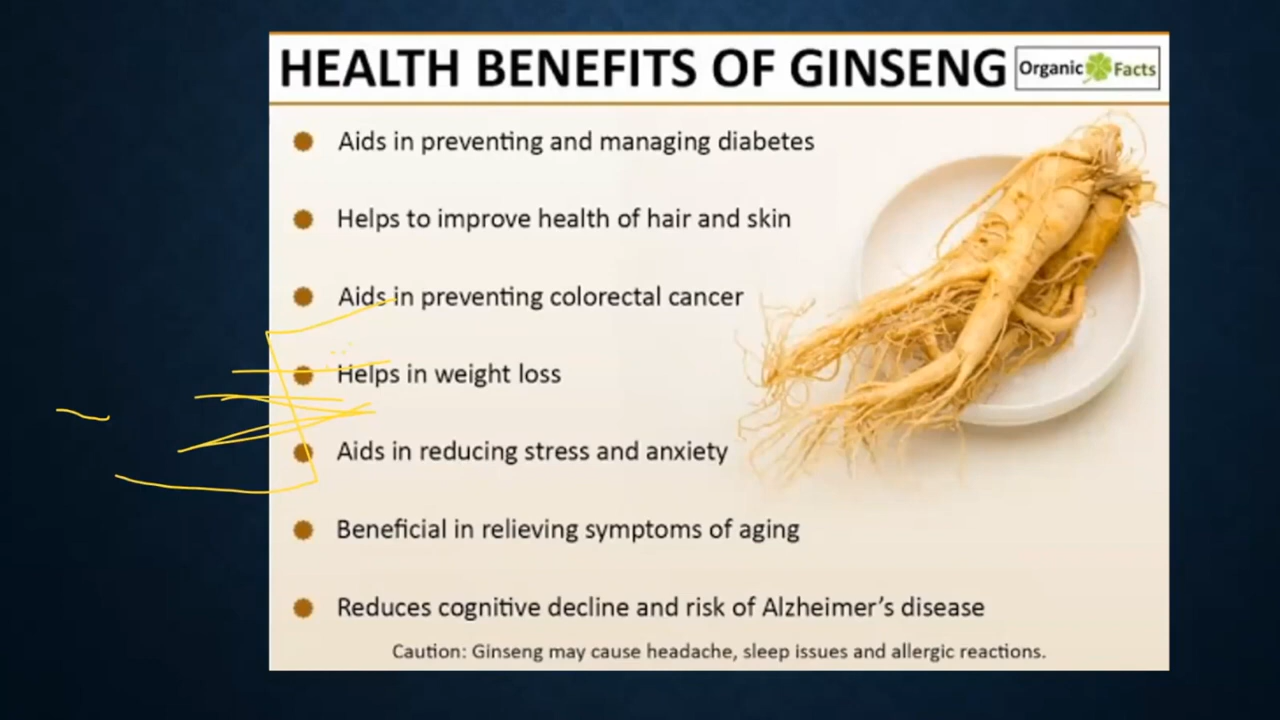 HEALTH BENEFITS OF GINSENG
Organic Facts
Aids in preventing and managing diabetes
Helps to improve health of hair and skin
Aids in preventing colorectal cancer
Helps in weight loss
Aids in reducing stress and anxiety
Beneficial in relieving symptoms of aging
Reduces cognitive decline and risk of Alzheimer’s disease
Caution: Ginseng may cause headache, sleep issues and allergic reactions.